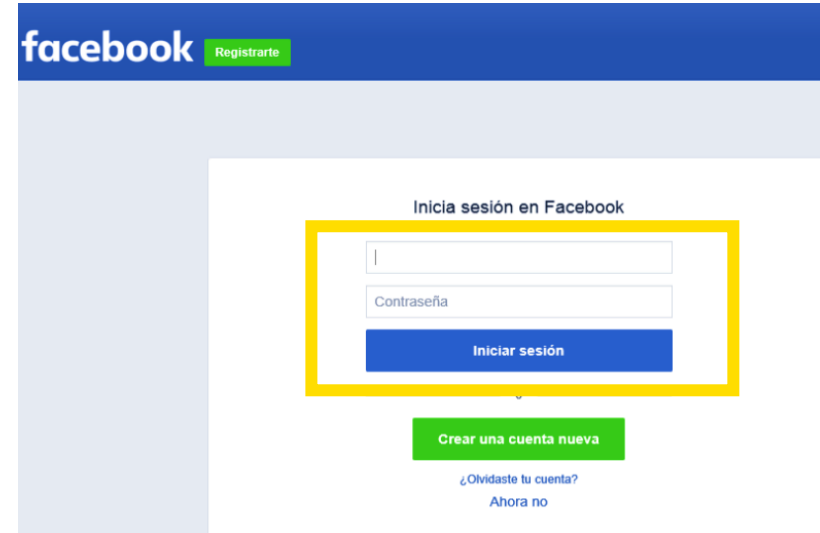 facebook Registrarte
Inicia sesión en Facebook
Contraseña
Iniciar sesión
Crear una cuenta nueva
¿Olvidaste tu cuenta?
Ahora no